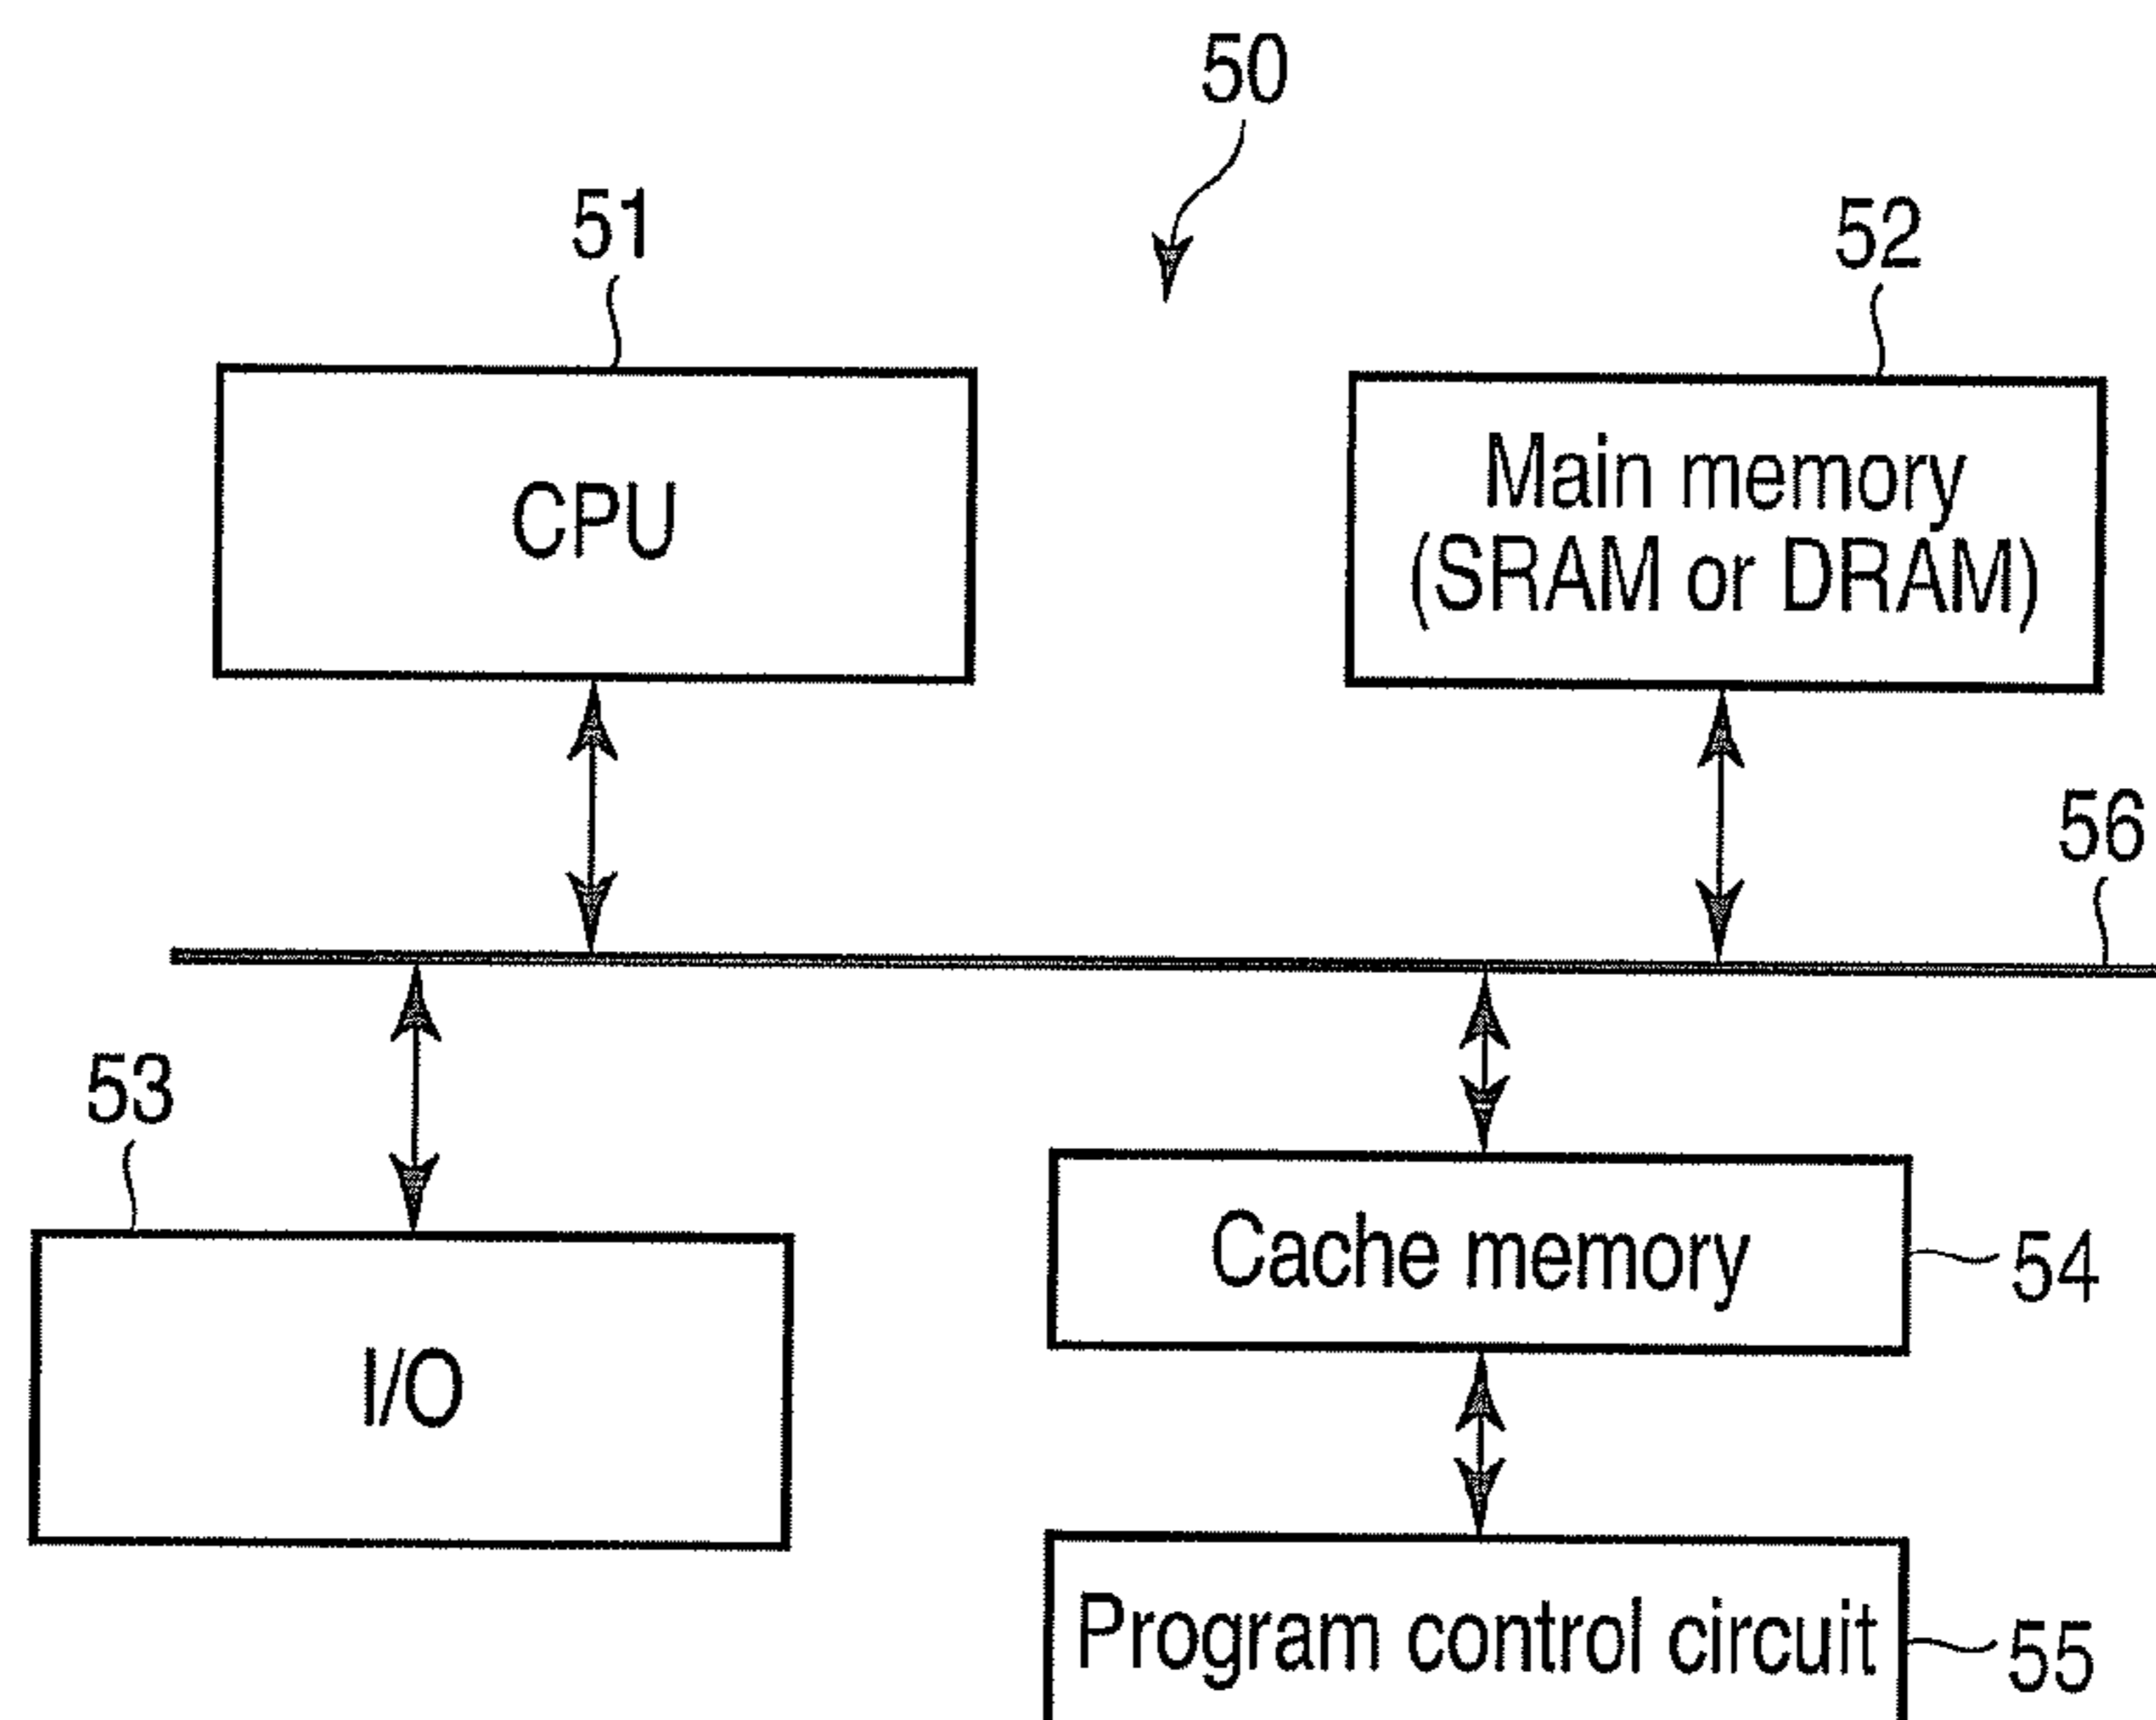 50
51
52
CPU
Main memory
(SRAM or DRAM)
56
53
Cache memory
54
I/O
Program control circuit
55